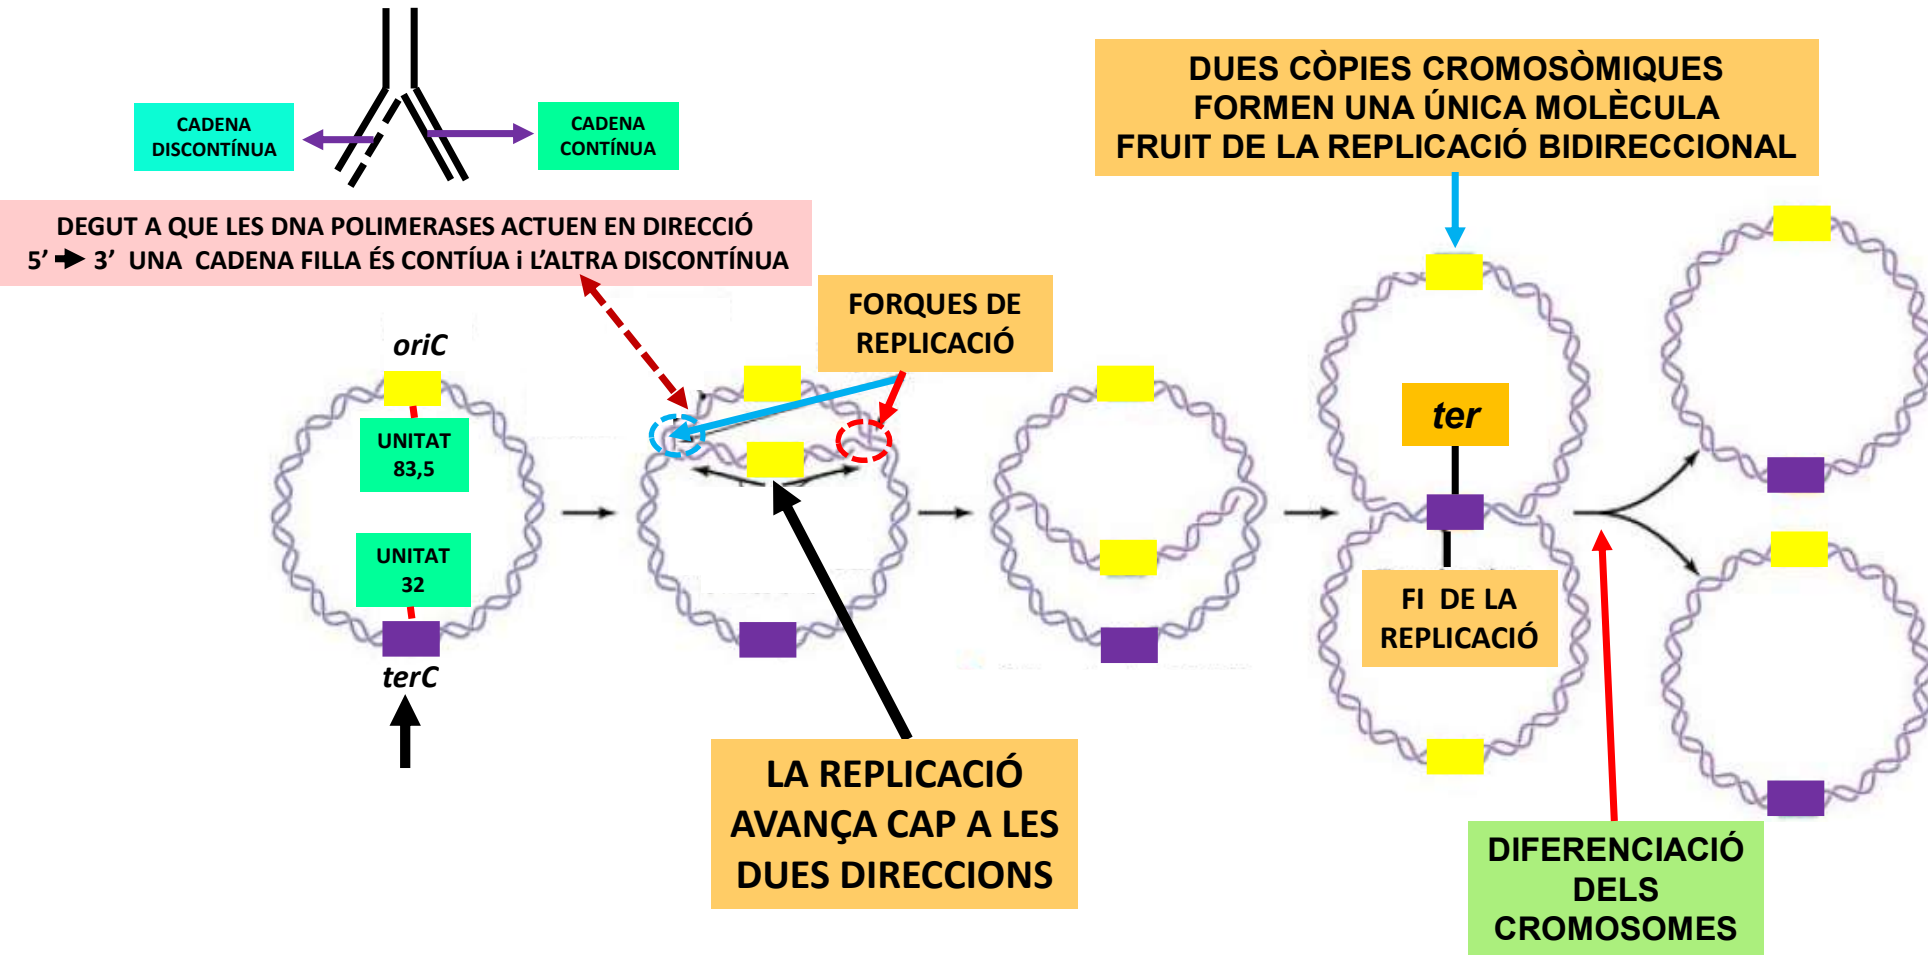 CADENA
DISCONTÍNUA
CADENA
CONTÍNUA
DEGUT A QUE LES DNA POLIMERASES ACTUEN EN DIRECCIÓ
5’ → 3’ UNA CADENA FILLA ÉS CONTÍUA i L’ALTRA DISCONTÍNUA
FORQUES DE
REPLICACIÓ
DUES CÒPIES CROMOSÒMIQUES
FORMEN UNA ÚNICA MOLÈCULA
FRUIT DE LA REPLICACIÓ BIDIRECCIONAL
oriC
UNITAT
83,5
UNITAT
32
terC
ter
FI DE LA
REPLICACIÓ
LA REPLICACIÓ
AVANÇA CAP A LES
DUES DIRECCIONS
DIFERENCIACIÓ
DELS
CROMOSOMES